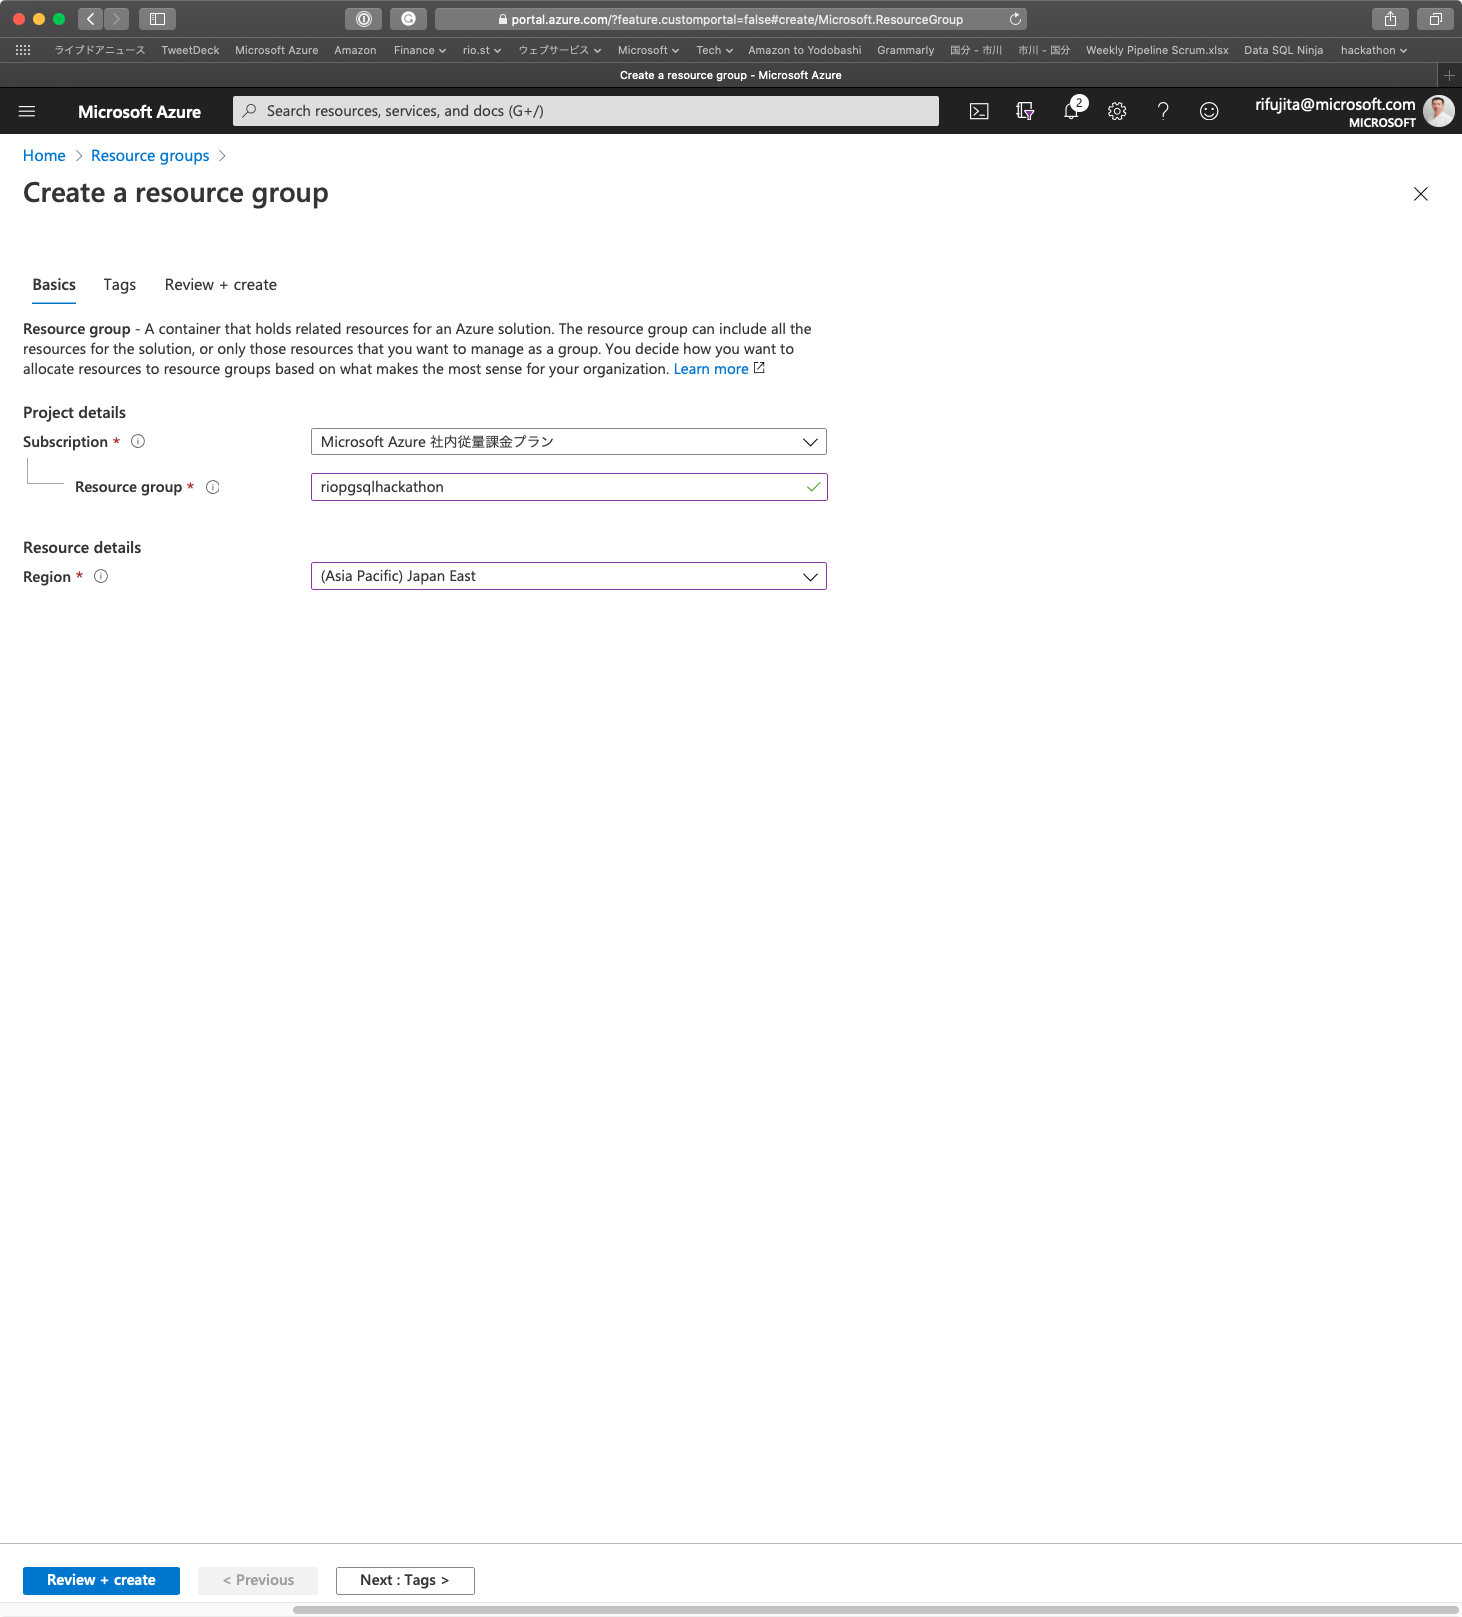 portal.azure.com/?feature.customportal=false#create/Microsoft.ResourceGroup
ライブドアニュース TweetDeck Microsoft Azure Amazon Finance rio.st ウェブサービス Microsoft Tech Amazon to Yodobashi Grammarly 国分 - 市川 市川 - 国分 Weekly Pipeline Scrum.xlsx Data SQL Ninja hackathon
Create a resource group - Microsoft Azure
Microsoft Azure Search resources, services, and docs (G+/) 2 rifujita@microsoft.com
MICROSOFT
Home > Resource groups >
Create a resource group
Basics Tags Review + create
Resource group - A container that holds related resources for an Azure solution. The resource group can include all the
resources for the solution, or only those resources that you want to manage as a group. You decide how you want to
allocate resources to resource groups based on what makes the most sense for your organization. Learn more
Project details
Subscription * Microsoft Azure 社内従量課金プラン
Resource group * riopgsqlhackathon
Resource details
Region * (Asia Pacific) Japan East
Review + create < Previous Next : Tags >